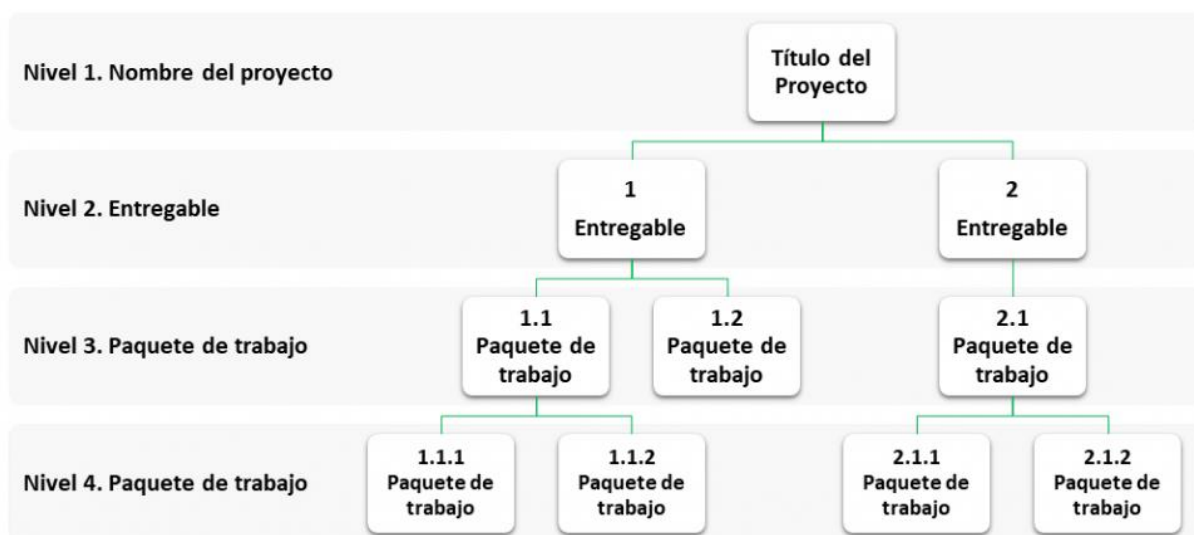 Nivel 1. Nombre del proyecto
Título del
Proyecto
Nivel 2. Entregable
1
Entregable
2
Entregable
Nivel 3. Paquete de trabajo
1.1
Paquete de
trabajo
1.2
Paquete de
trabajo
2.1
Paquete de
trabajo
Nivel 4. Paquete de trabajo
1.1.1
Paquete de
trabajo
1.1.2
Paquete de
trabajo
2.1.1
Paquete de
trabajo
2.1.2
Paquete de
trabajo